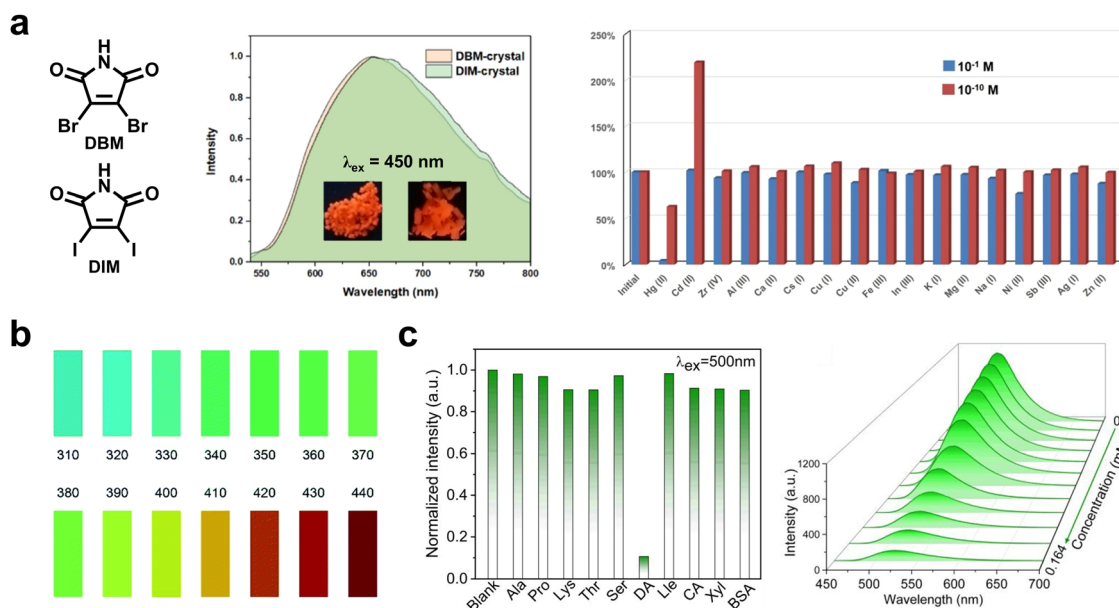 a
H
N
O
O
Br
Br
DBM
H
N
O
O
I
I
DIM
1.0
0.8
0.6
0.4
0.2
0.0
Intensity
DBM-crystal
DIM-crystal
λex = 450 nm
550
600
650
700
750
800
Wavelength (nm)
250%
200%
150%
100%
50%
0%
10-1 M
10-10 M
Initial
Hg (II)
Cd (II)
Zr (IV)
Al (III)
Ca (II)
Cs (I)
Cu (I)
Cu (II)
Fe (III)
In (III)
K (I)
Mg (II)
Na (I)
Ni (II)
Sb (III)
Ag (I)
Zn (II)
b
310 320 330 340 350 360 370
380 390 400 410 420 430 440
c
λex=500nm
1.0
0.8
0.6
0.4
0.2
0.0
Normalized intensity (a.u.)
Blank
Ala
Pro
Lys
Thr
Ser
DA
Lle
CA
Xyl
BSA
1200
800
400
0
Intensity (a.u.)
450
500
550
600
650
700
Wavelength (nm)
0
0.164
Concentration